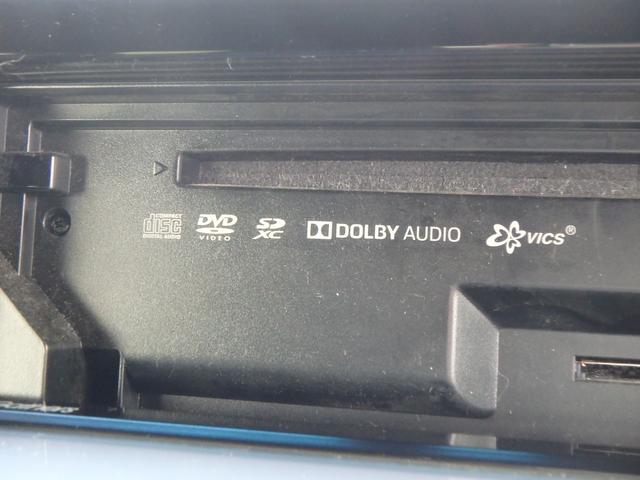 COMPACT disc DIGITAL AUDIO
DVD VIDEO
SD XC
DOLBY AUDIO
VICS®